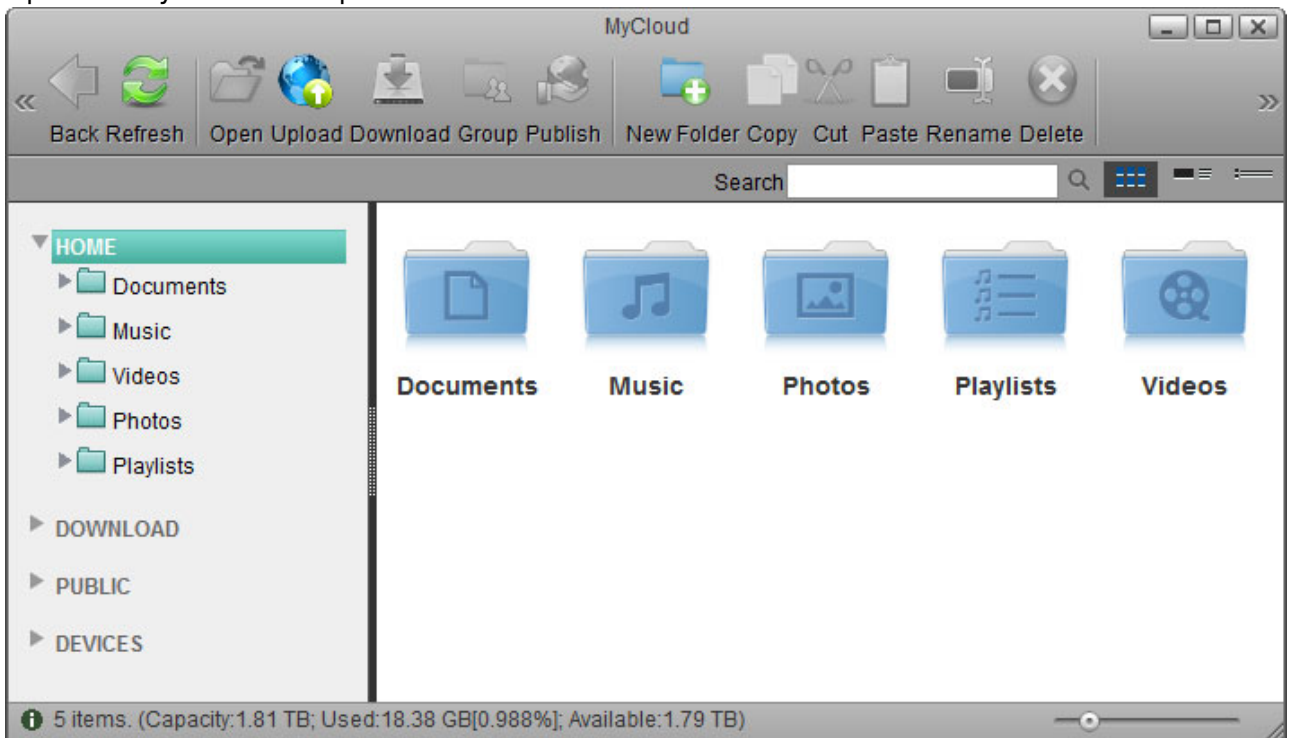 MyCloud
Back Refresh Open Upload Download Group Publish New Folder Copy Cut Paste Rename Delete
Search
HOME
Documents
Music
Videos
Photos
Playlists
DOWNLOAD
PUBLIC
DEVICES
Documents Music Photos Playlists Videos
5 items. (Capacity:1.81 TB; Used:18.38 GB[0.988%]; Available:1.79 TB)